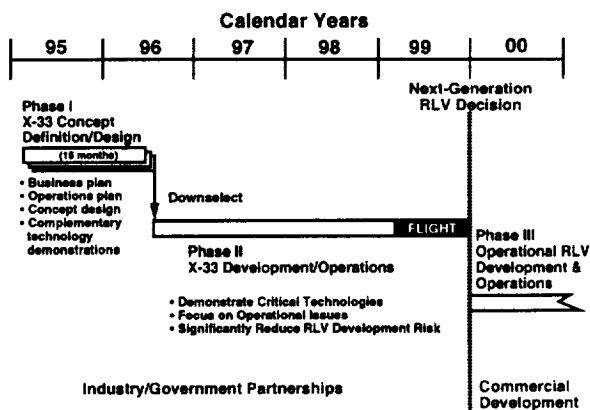 Calendar Years
95 96 97 98 99 00
Next-Generation
RLV Decision
Phase I
X-33 Concept
Definition/Design
(15 months)
• Business plan
• Operations plan
• Concept design
• Complementary
technology
demonstrations
Downselect
FLIGHT
Phase II
X-33 Development/Operations
• Demonstrate Critical Technologies
• Focus on Operational Issues
• Significantly Reduce RLV Development Risk
Phase III
Operational RLV
Development &
Operations
Industry/Government Partnerships
Commercial
Development